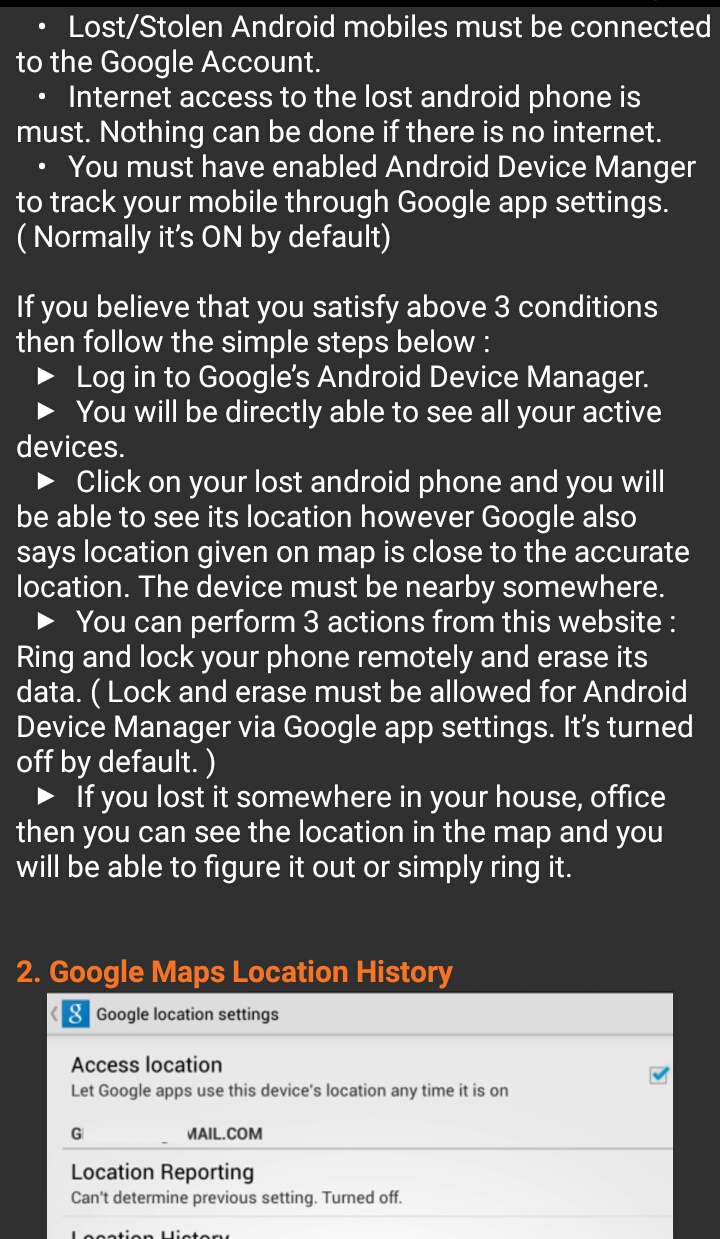 • Lost/Stolen Android mobiles must be connected
to the Google Account.
• Internet access to the lost android phone is
must. Nothing can be done if there is no internet.
• You must have enabled Android Device Manger
to track your mobile through Google app settings.
( Normally it’s ON by default)
If you believe that you satisfy above 3 conditions
then follow the simple steps below :
► Log in to Google’s Android Device Manager.
► You will be directly able to see all your active
devices.
► Click on your lost android phone and you will
be able to see its location however Google also
says location given on map is close to the accurate
location. The device must be nearby somewhere.
► You can perform 3 actions from this website :
Ring and lock your phone remotely and erase its
data. ( Lock and erase must be allowed for Android
Device Manager via Google app settings. It’s turned
off by default. )
► If you lost it somewhere in your house, office
then you can see the location in the map and you
will be able to figure it out or simply ring it.
2. Google Maps Location History
8 Google location settings
Access location
Let Google apps use this device's location any time it is on
G _ MAIL.COM
Location Reporting
Can't determine previous setting. Turned off.
Location History